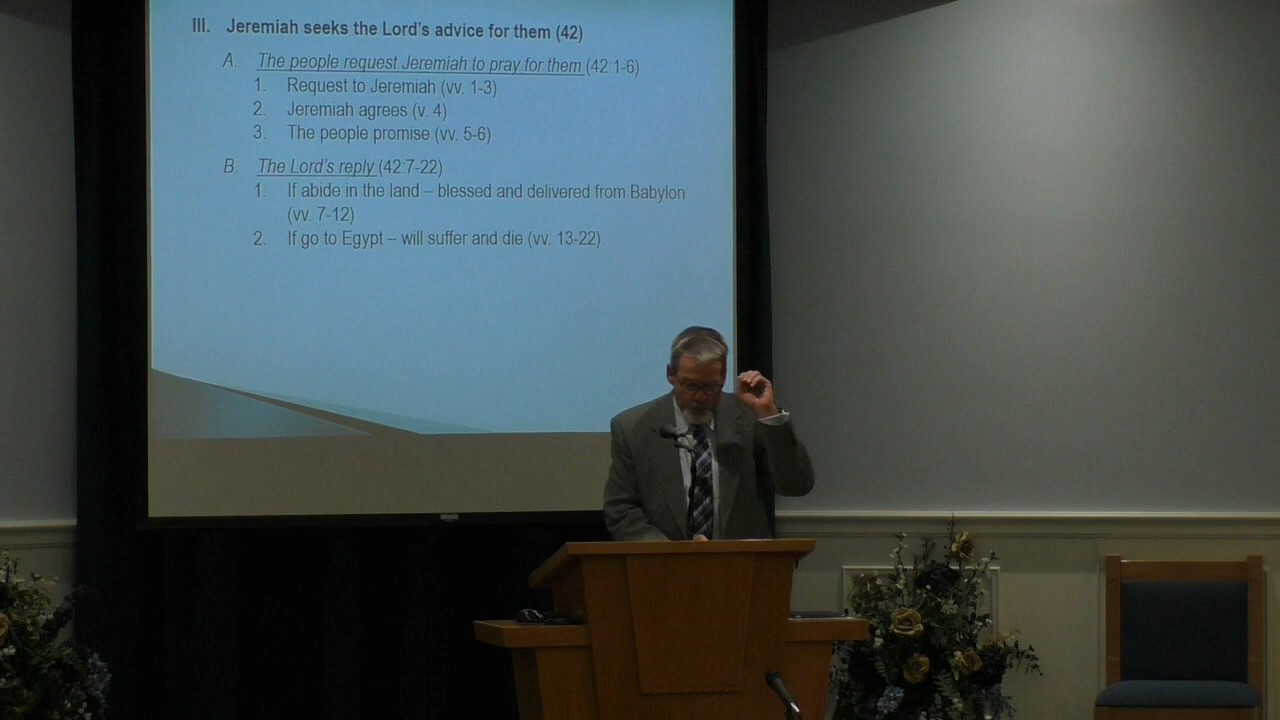 III. Jeremiah seeks the Lord's advice for them (42)
A. The people request Jeremiah to pray for them (42:1-6)
1. Request to Jeremiah (vv. 1-3)
2. Jeremiah agrees (v. 4)
3. The people promise (vv. 5-6)
B. The Lord's reply (42:7-22)
1. If abide in the land – blessed and delivered from Babylon
(vv. 7-12)
2. If go to Egypt – will suffer and die (vv. 13-22)